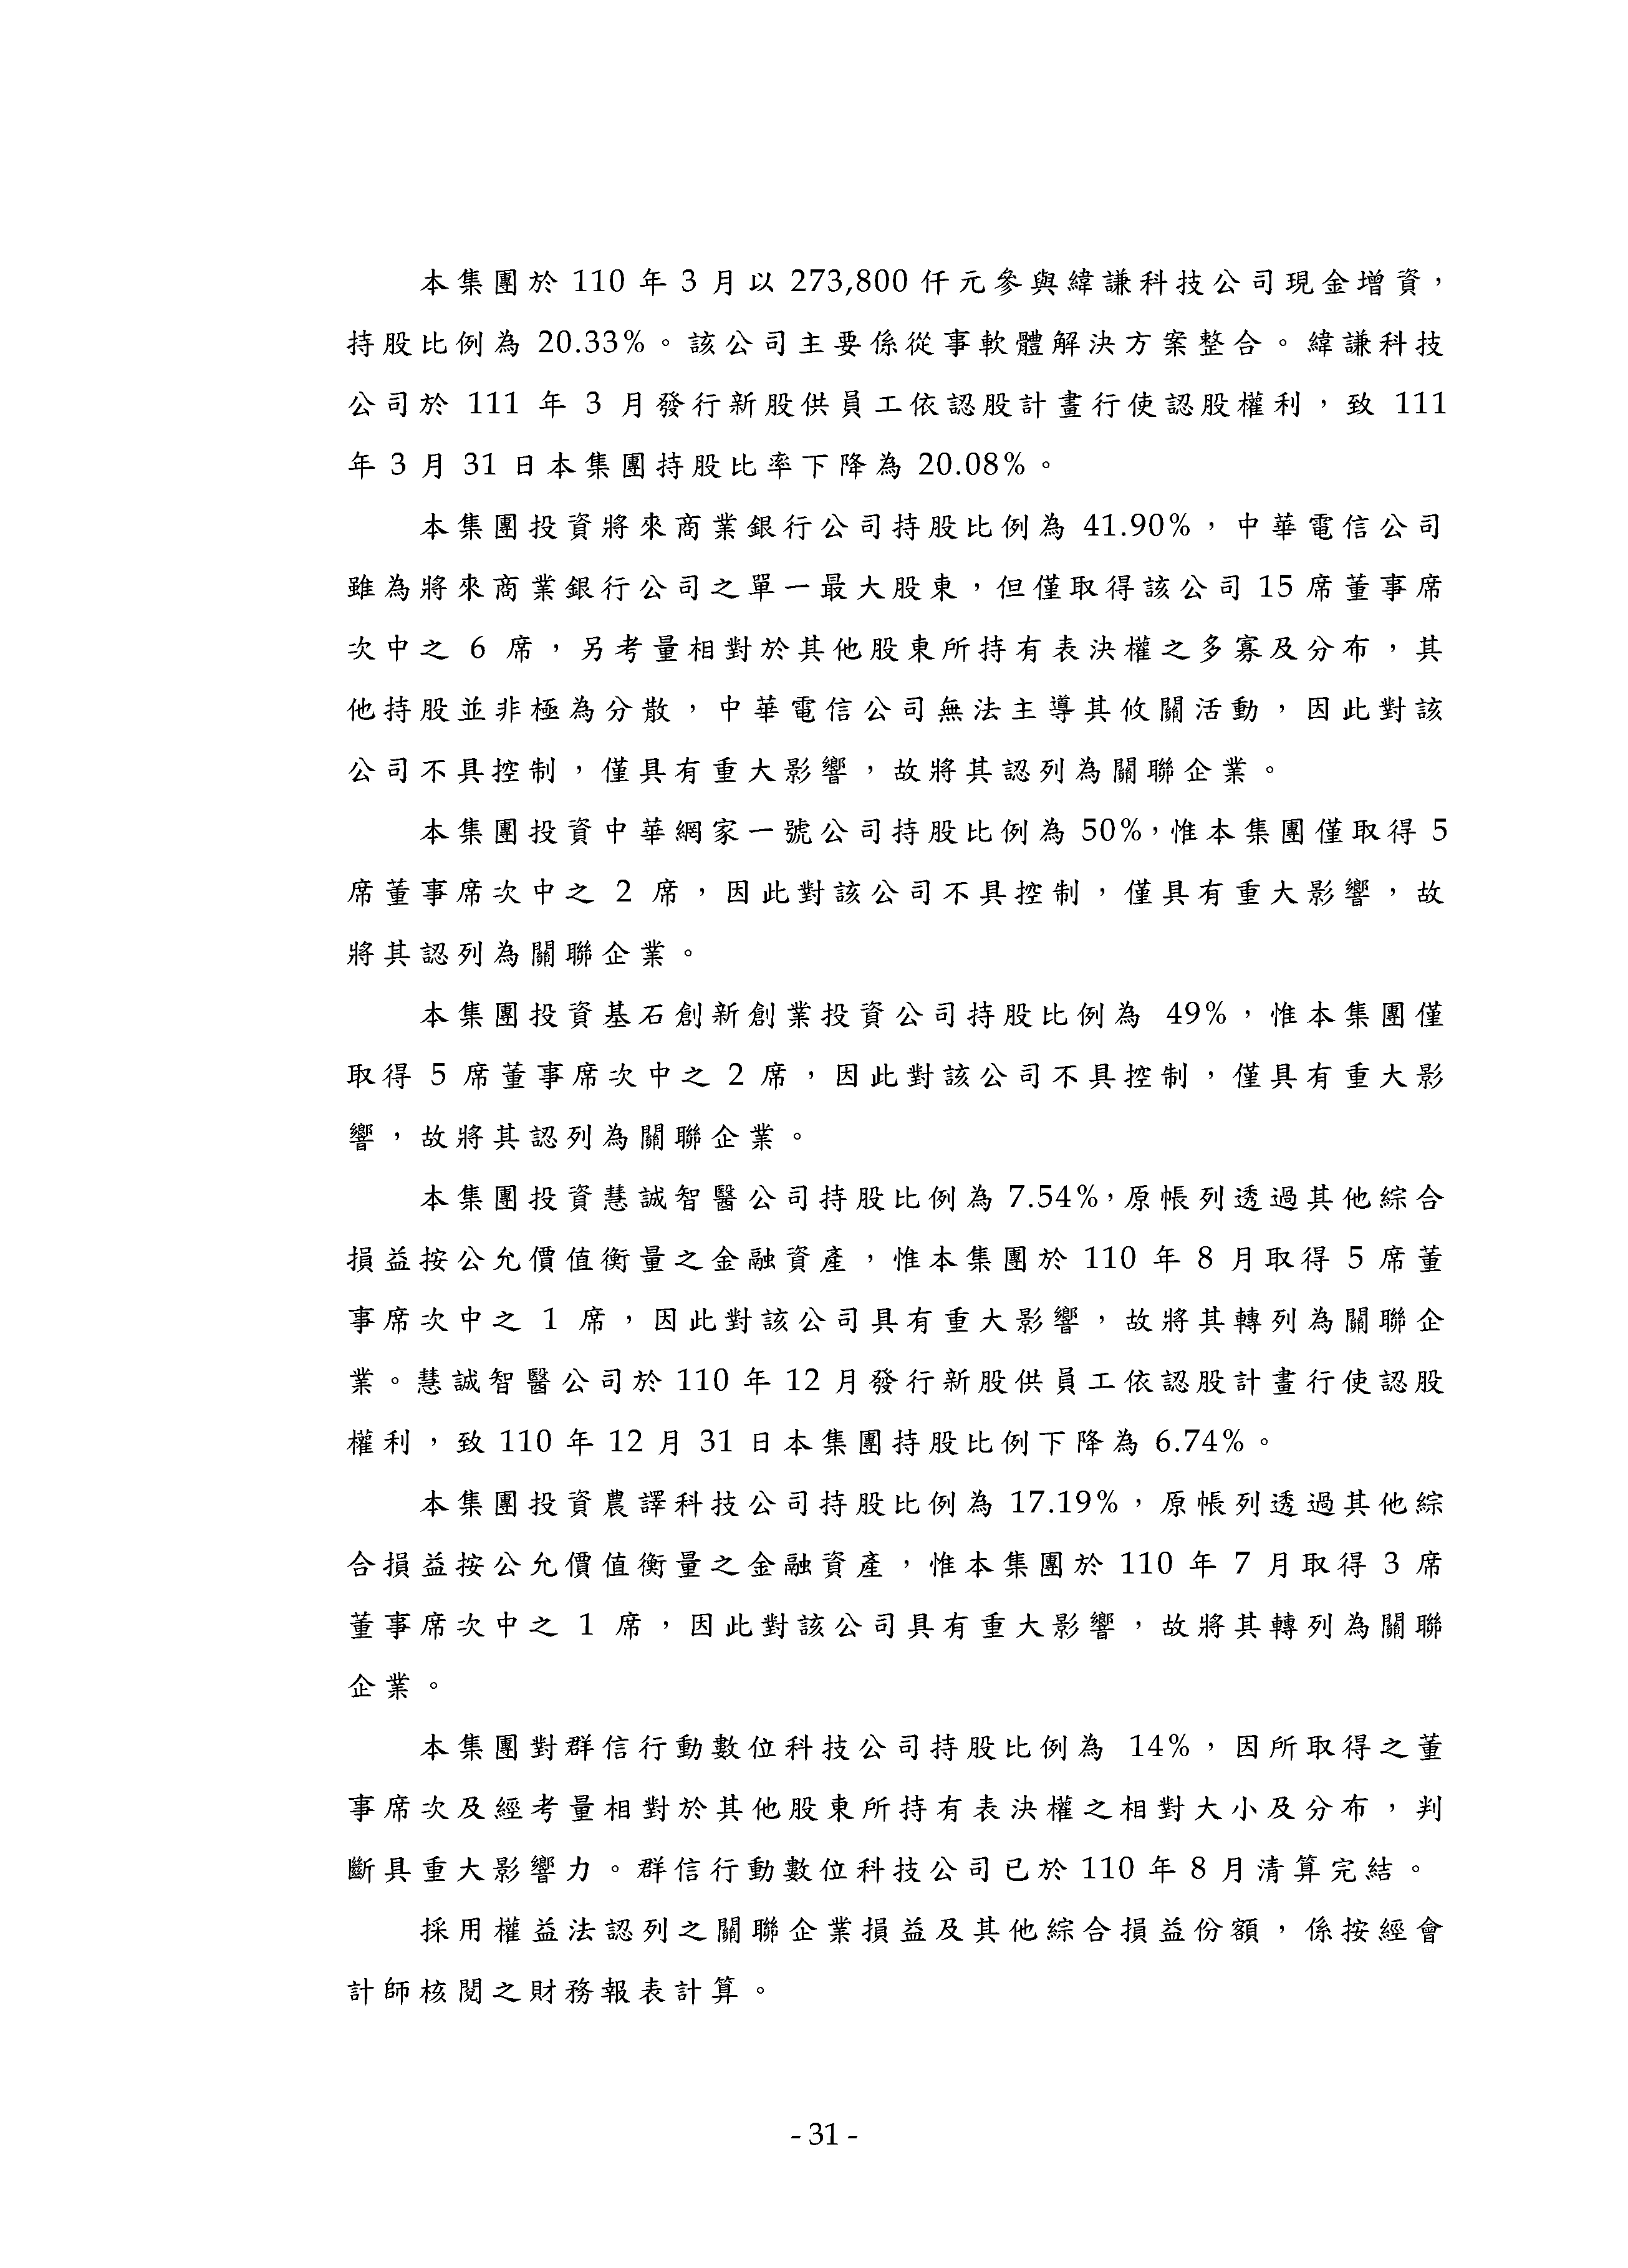 本集團於 110 年 3 月以 273,800 仟元參與緯謙科技公司現金增資，
持股比例為 20.33%。該公司主要係從事軟體解決方案整合。緯謙科技
公司於 111 年 3 月發行新股供員工依認股計畫行使認股權利，致 111
年 3 月 31 日本集團持股比率下降為 20.08%。
本集團投資將來商業銀行公司持股比例為 41.90%，中華電信公司
雖為將來商業銀行公司之單一最大股東，但僅取得該公司 15 席董事席
次中之 6 席，另考量相對於其他股東所持有表決權之多寡及分布，其
他持股並非極為分散，中華電信公司無法主導其攸關活動，因此對該
公司不具控制，僅具有重大影響，故將其認列為關聯企業。
本集團投資中華網家一號公司持股比例為 50%，惟本集團僅取得 5
席董事席次中之 2 席，因此對該公司不具控制，僅具有重大影響，故
將其認列為關聯企業。
本集團投資基石創新創業投資公司持股比例為 49%，惟本集團僅
取得 5 席董事席次中之 2 席，因此對該公司不具控制，僅具有重大影
響，故將其認列為關聯企業。
本集團投資慧誠智醫公司持股比例為 7.54%，原帳列透過其他綜合
損益按公允價值衡量之金融資產，惟本集團於 110 年 8 月取得 5 席董
事席次中之 1 席，因此對該公司具有重大影響，故將其轉列為關聯企
業。慧誠智醫公司於 110 年 12 月發行新股供員工依認股計畫行使認股
權利，致 110 年 12 月 31 日本集團持股比例下降為 6.74%。
本集團投資農譯科技公司持股比例為 17.19%，原帳列透過其他綜
合損益按公允價值衡量之金融資產，惟本集團於 110 年 7 月取得 3 席
董事席次中之 1 席，因此對該公司具有重大影響，故將其轉列為關聯
企業。
本集團對群信行動數位科技公司持股比例為 14%，因所取得之董
事席次及經考量相對於其他股東所持有表決權之相對大小及分布，判
斷具重大影響力。群信行動數位科技公司已於 110 年 8 月清算完結。
採用權益法認列之關聯企業損益及其他綜合損益份額，係按經會
計師核閱之財務報表計算。
- 31 -